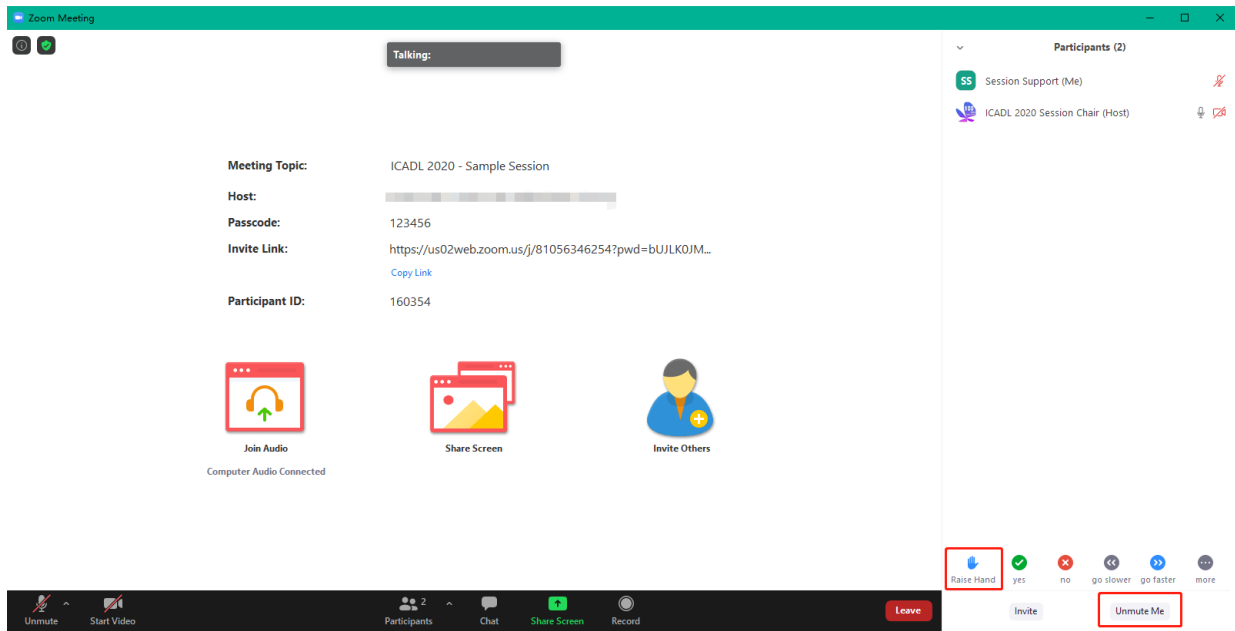 Zoom Meeting
Talking:
Meeting Topic: ICADL 2020 - Sample Session
Host:
Passcode: 123456
Invite Link: https://us02web.zoom.us/j/81056346254?pwd=bUJLK0JM...
Copy Link
Participant ID: 160354
Join Audio
Computer Audio Connected
Share Screen
Invite Others
Participants (2)
SS Session Support (Me)
ICADL 2020 Session Chair (Host)
Raise Hand yes no go slower go faster more
Invite Unmute Me
Unmute Start Video Participants 2 Chat Share Screen Record Leave